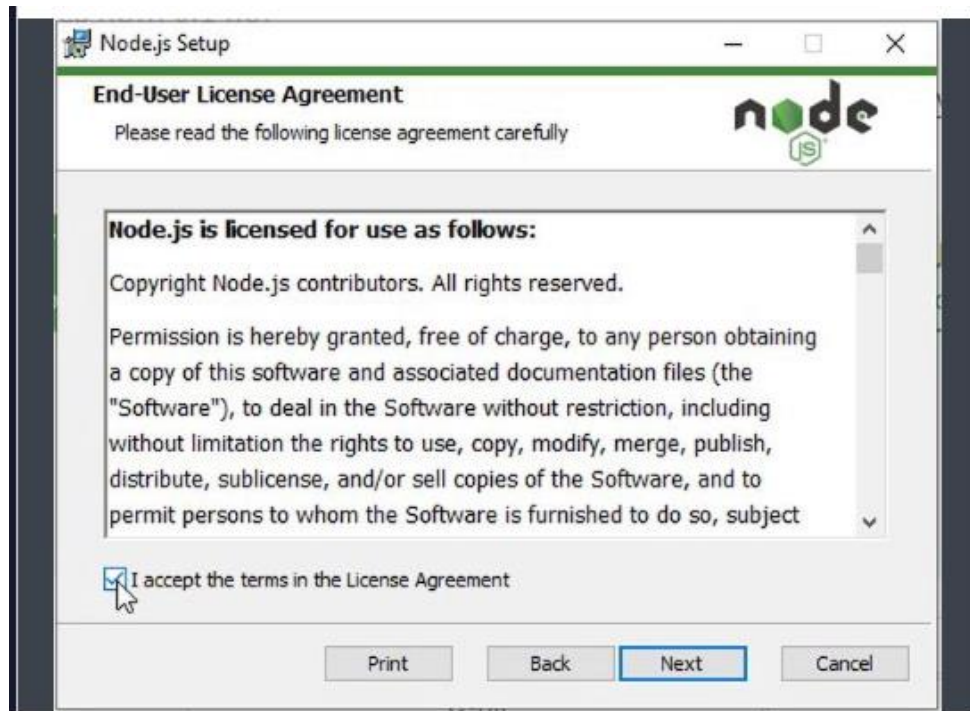 Node.js Setup
End-User License Agreement
Please read the following license agreement carefully
node
JS
Node.js is licensed for use as follows:
Copyright Node.js contributors. All rights reserved.
Permission is hereby granted, free of charge, to any person obtaining
a copy of this software and associated documentation files (the
"Software"), to deal in the Software without restriction, including
without limitation the rights to use, copy, modify, merge, publish,
distribute, sublicense, and/or sell copies of the Software, and to
permit persons to whom the Software is furnished to do so, subject
I accept the terms in the License Agreement
Print Back Next Cancel